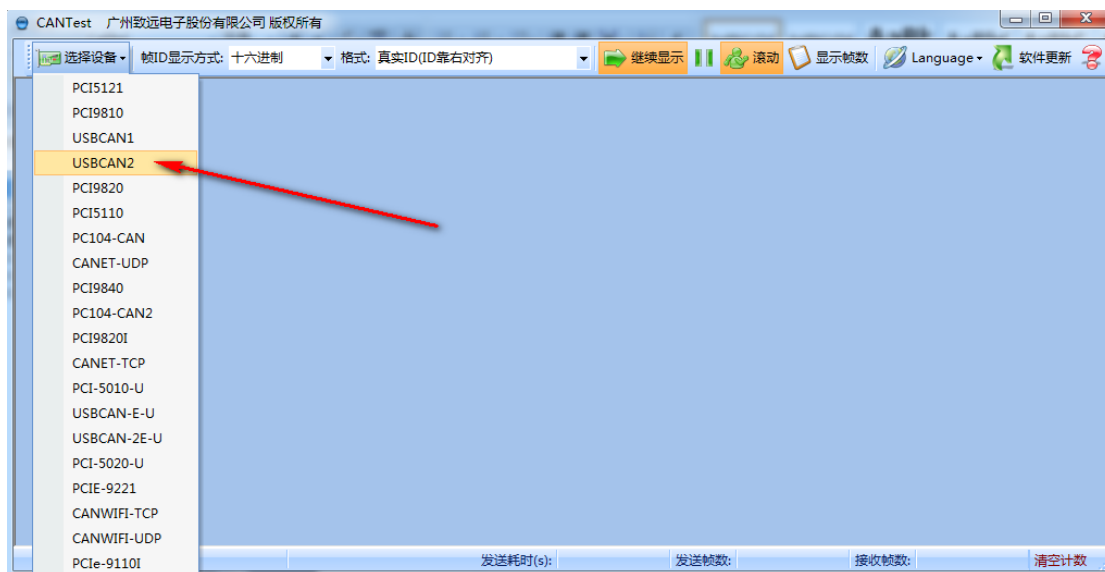 CANTest 广州致远电子股份有限公司 版权所有
选择设备 帧ID显示方式: 十六进制 格式: 真实ID(ID靠右对齐) 继续显示 滚动 显示帧数 Language 软件更新
PCI5121
PCI9810
USBCAN1
USBCAN2
PCI9820
PCI5110
PC104-CAN
CANET-UDP
PCI9840
PC104-CAN2
PCI9820I
CANET-TCP
PCI-5010-U
USBCAN-E-U
USBCAN-2E-U
PCI-5020-U
PCIE-9221
CANWIFI-TCP
CANWIFI-UDP
PCIe-9110I
发送耗时(s): 发送帧数: 接收帧数: 清空计数